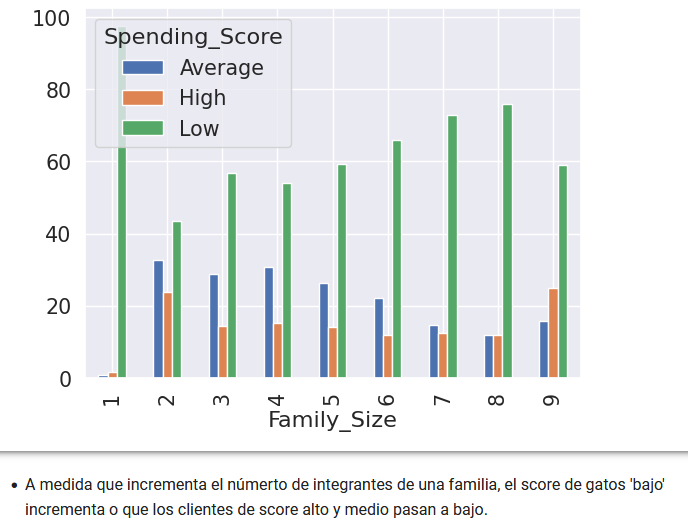 100
Spending_Score
Average
80
High
Low
60
40
20
0
1 2 3 4 5 6 7 8 9
Family_Size
• A medida que incrementa el númerto de integrantes de una familia, el score de gatos 'bajo'
incrementa o que los clientes de score alto y medio pasan a bajo.